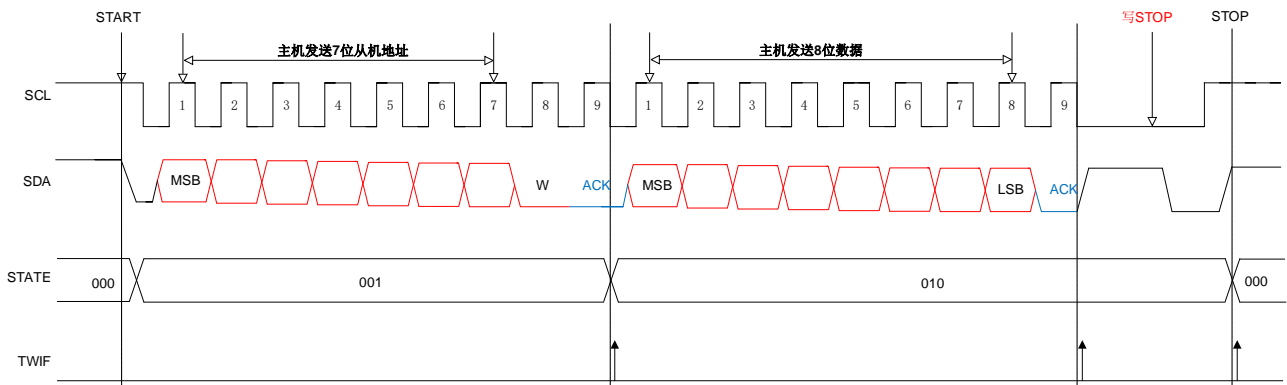 START
写STOP
STOP
主机发送7位从机地址
主机发送8位数据
SCL
1 2 3 4 5 6 7 8 9 1 2 3 4 5 6 7 8 9
SDA
MSB W ACK MSB LSB ACK
STATE
000 001 010 000
TWIF